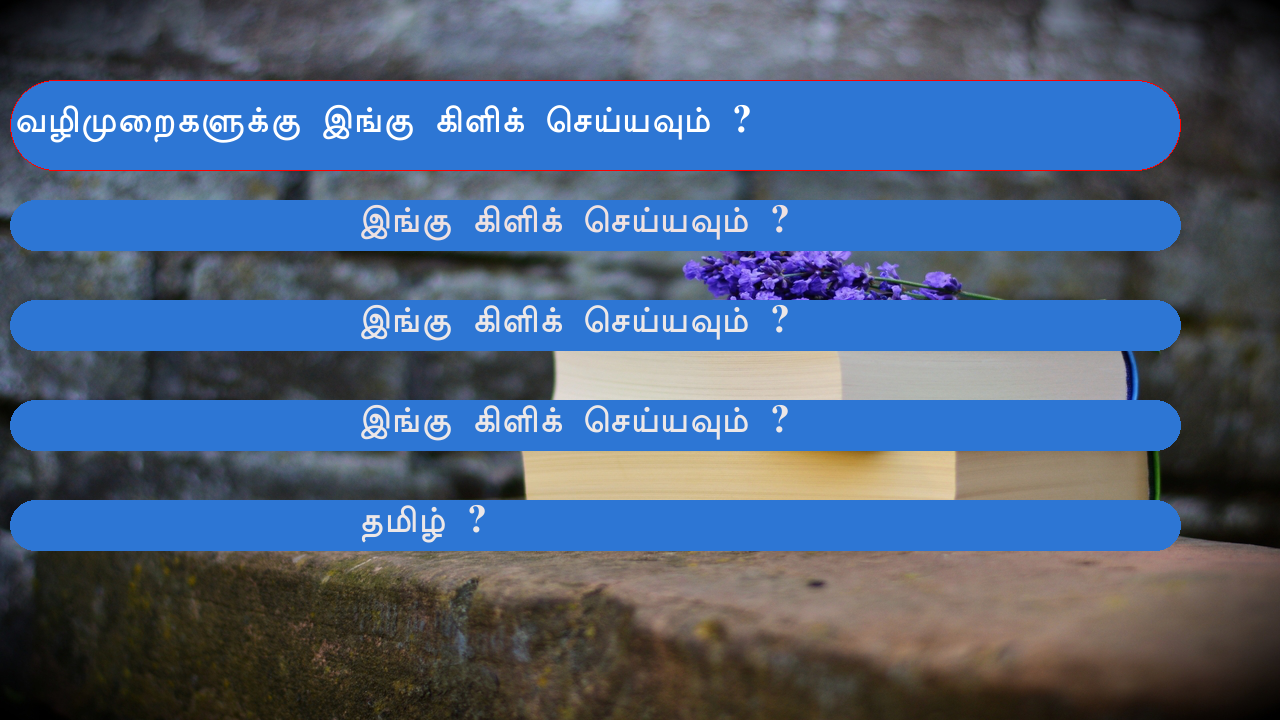 வழிமுறைகளுக்கு இங்கு கிளிக் செய்யவும் ?
இங்கு கிளிக் செய்யவும் ?
இங்கு கிளிக் செய்யவும் ?
இங்கு கிளிக் செய்யவும் ?
தமிழ் ?